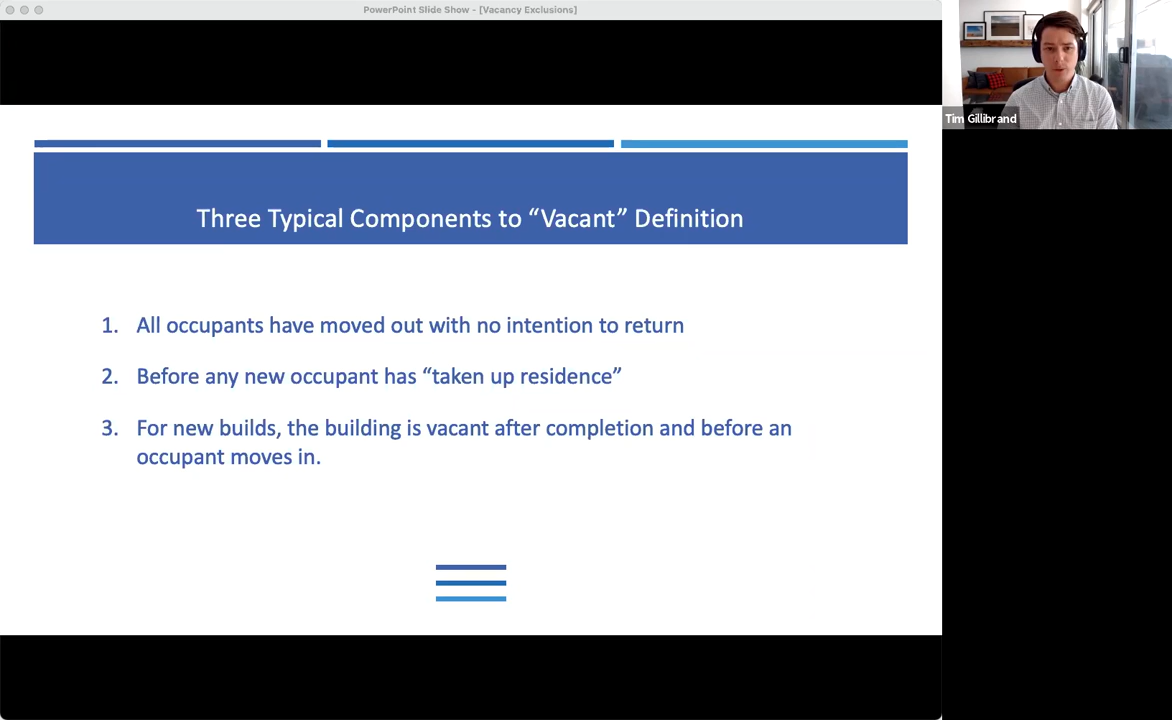 PowerPoint Slide Show - [Vacancy Exclusions]
Tim Gillibrand
Three Typical Components to “Vacant” Definition
1. All occupants have moved out with no intention to return
2. Before any new occupant has “taken up residence”
3. For new builds, the building is vacant after completion and before an
occupant moves in.